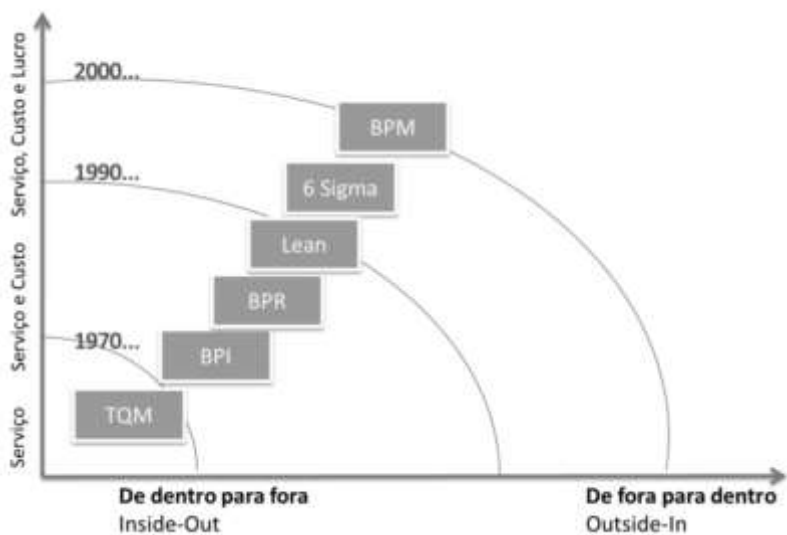 Serviço, Custo e Lucro
2000...
BPM
1990...
6 Sigma
Lean
Serviço e Custo
BPR
1970...
BPI
Serviço
TQM
De dentro para fora
Inside-Out
De fora para dentro
Outside-In